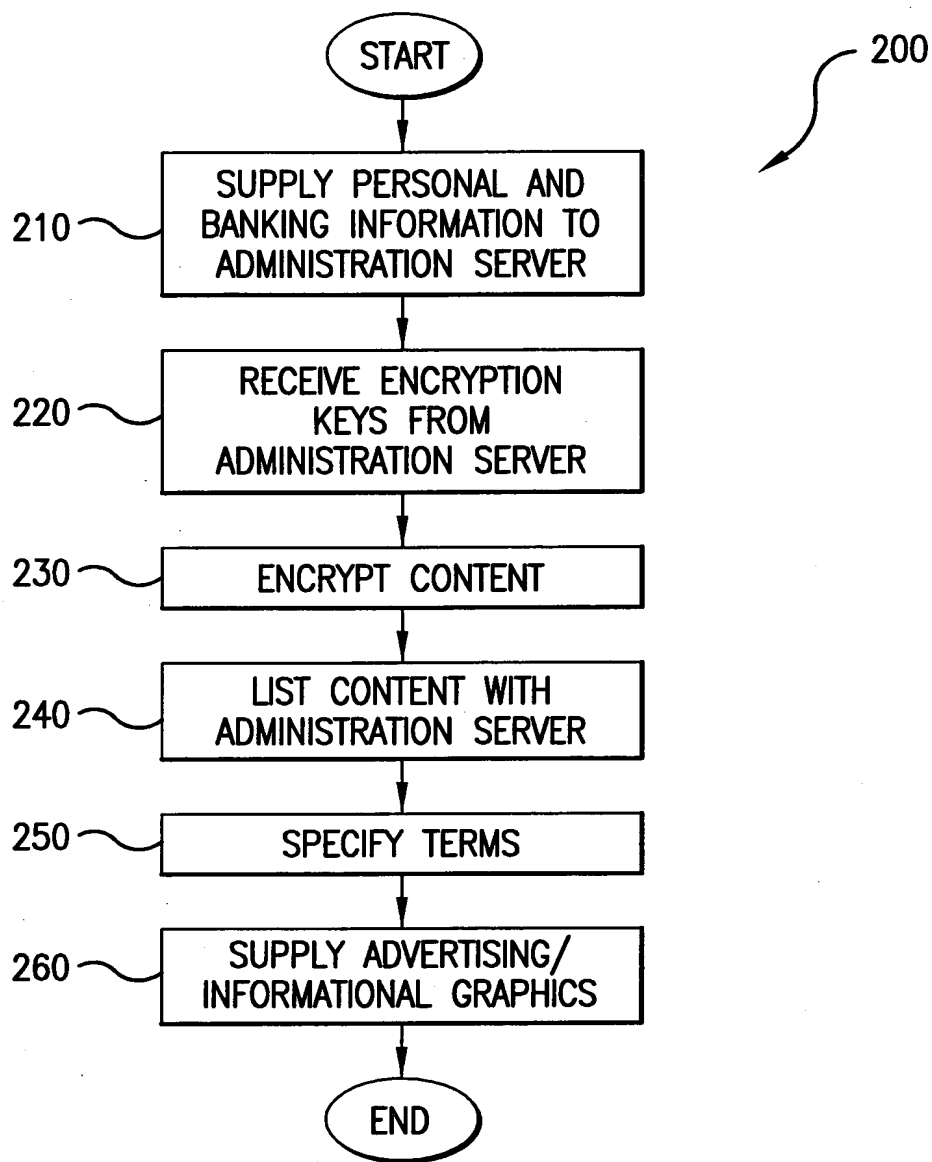 START
200
SUPPLY PERSONAL AND
BANKING INFORMATION TO
ADMINISTRATION SERVER
210
RECEIVE ENCRYPTION
KEYS FROM
ADMINISTRATION SERVER
220
ENCRYPT CONTENT
230
LIST CONTENT WITH
ADMINISTRATION SERVER
240
SPECIFY TERMS
250
SUPPLY ADVERTISING/
INFORMATIONAL GRAPHICS
260
END